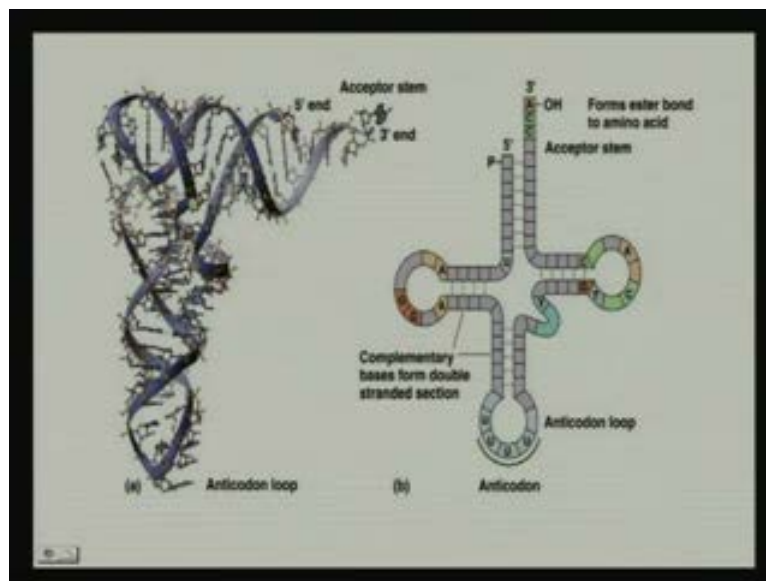 Acceptor stem
5' end
3' end
(a)
Anticodon loop
3'
OH
Forms ester bond
to amino acid
5'
P
Acceptor stem
A
Complementary
bases form double
stranded section
Anticodon loop
(b)
Anticodon